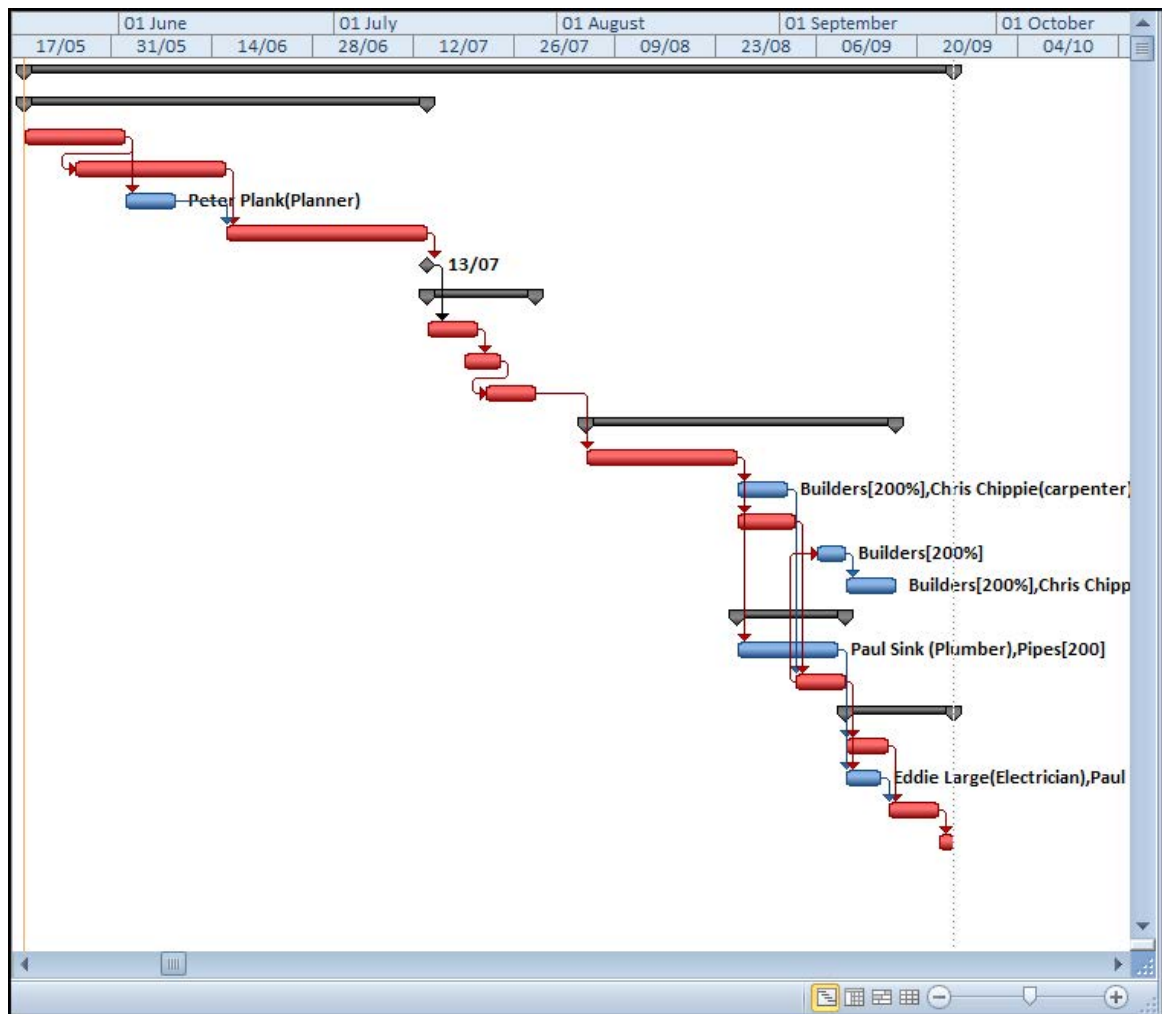 01 June 01 July 01 August 01 September 01 October
17/05 31/05 14/06 28/06 12/07 26/07 09/08 23/08 06/09 20/09 04/10
Peter Plank(Planner)
13/07
Builders[200%],Chris Chippie(carpenter)
Builders[200%]
Builders[200%],Chris Chipp
Paul Sink (Plumber),Pipes[200]
Eddie Large(Electrician),Paul